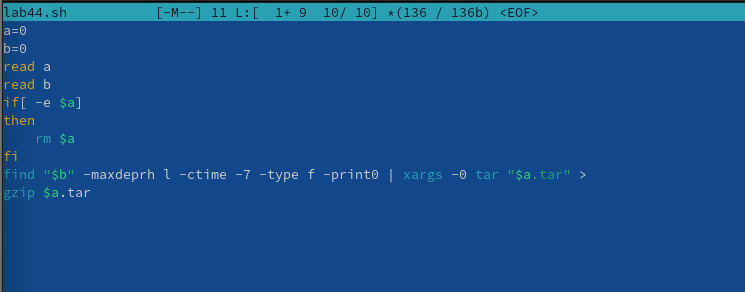 lab44.sh [-M--] 11 L:[ 1+ 9 10/ 10] *(136 / 136b) <EOF>
a=0
b=0
read a
read b
if[ -e $a]
then
rm $a
fi
find "$b" -maxdeprh l -ctime -7 -type f -print0 | xargs -0 tar "$a.tar" >
gzip $a.tar